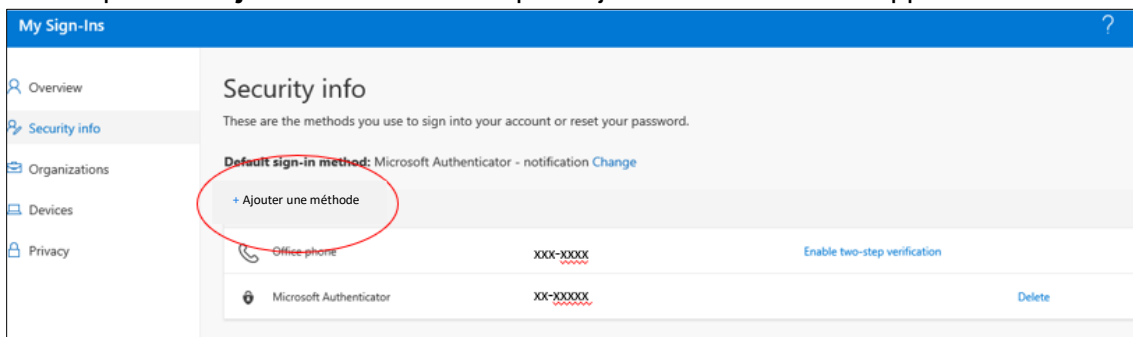 My Sign-Ins ?
Overview
Security info
Organizations
Devices
Privacy
Security info
These are the methods you use to sign into your account or reset your password.
Default sign-in method: Microsoft Authenticator - notification Change
+ Ajouter une méthode
Office phone xxx-xxxx Enable two-step verification
Microsoft Authenticator xx-xxxxx Delete